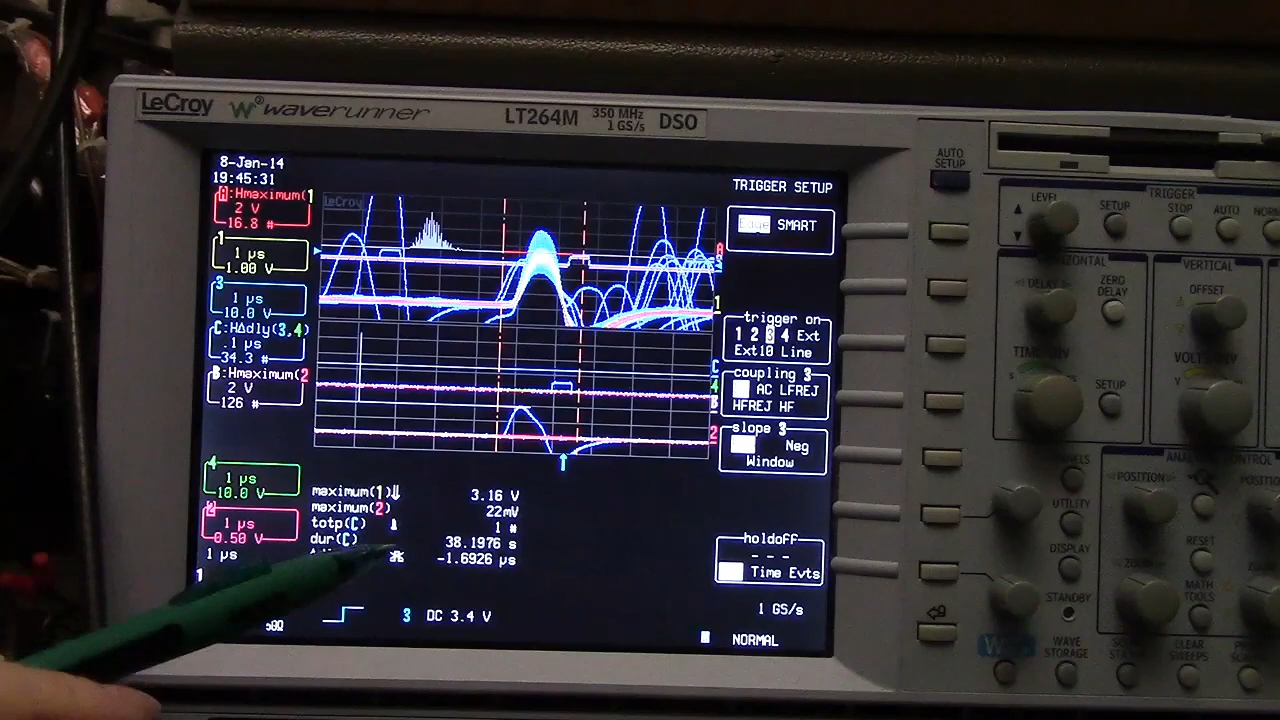 LeCroy waverunner LT264M 350 MHz 1 GS/s DSO
8-Jan-14
19:45:31
A:Hmaximum(1
2 V
16.8 #
1
1 µs
1.00 V
3
1 µs
10.0 V
C:HΔdly(3,4)
.1 µs
34.3 #
B:Hmaximum(2
2 V
126 #
4
1 µs
10.0 V
2
1 µs
0.50 V
1 µs
LeCroy
maximum(1) 3.16 V
maximum(2) 22mV
totp(C) 1 #
dur(C) 38.1976 s
-1.6926 µs
3 DC 3.4 V
TRIGGER SETUP
Edge SMART
trigger on
1 2 3 4 Ext
Ext10 Line
coupling 3
AC LFREJ
HFREJ HF
slope 3
Neg
Window
holdoff
---
Time Evts
1 GS/s
NORMAL
AUTO
SETUP
TRIGGER
LEVEL
SETUP
STOP
AUTO
HORIZONTAL
DELAY
ZERO
DELAY
SETUP
VERTICAL
OFFSET
UTILITY
DISPLAY
STANDBY
WAVE
STORAGE
POSITION
RESET
MATH
TOOLS
CLEAR
SWEEPS